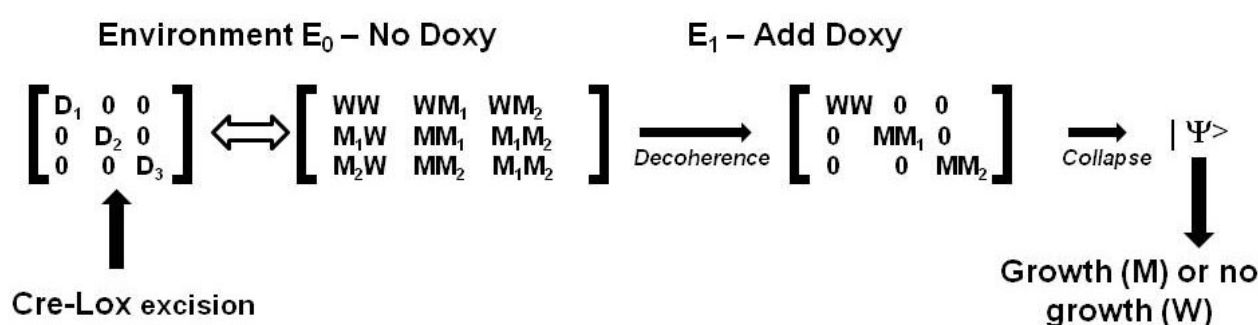 Environment E₀ – No Doxy
E₁ – Add Doxy
D₁ 0 0
0 D₂ 0
0 0 D₃
WW WM₁ WM₂
M₁W MM₁ M₁M₂
M₂W MM₂ M₁M₂
Decoherence
WW 0 0
0 MM₁ 0
0 0 MM₂
Collapse
| Ψ>
Cre-Lox excision
Growth (M) or no
growth (W)